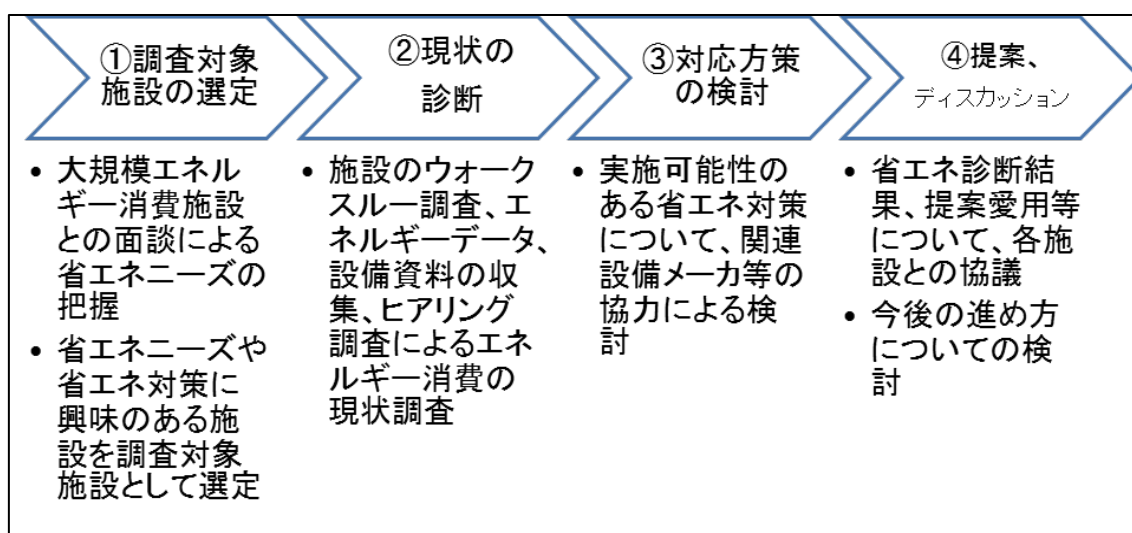 ①調査対象
施設の選定
• 大規模エネル
ギー消費施設
との面談による
省エネニーズの
把握
• 省エネニーズや
省エネ対策に
興味のある施
設を調査対象
施設として選定
②現状の
診断
• 施設のウォーク
スルー調査、エ
ネルギーデータ、
設備資料の収
集、ヒアリング
調査によるエネ
ルギー消費の
現状調査
③対応方策
の検討
• 実施可能性の
ある省エネ対策
について、関連
設備メーカ等の
協力による検
討
④提案、
ディスカッション
• 省エネ診断結
果、提案愛用等
について、各施
設との協議
• 今後の進め方
についての検
討